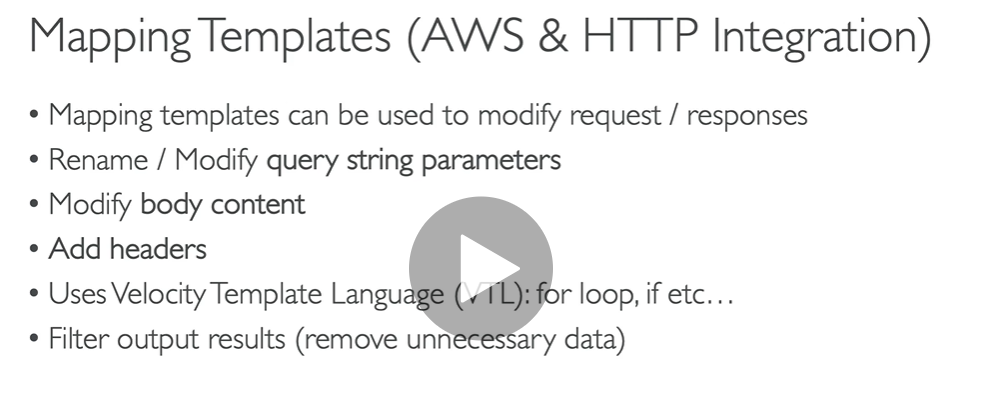 Mapping Templates (AWS & HTTP Integration)
• Mapping templates can be used to modify request / responses
• Rename / Modify query string parameters
• Modify body content
• Add headers
• Uses Velocity Template Language (VTL): for loop, if etc…
• Filter output results (remove unnecessary data)